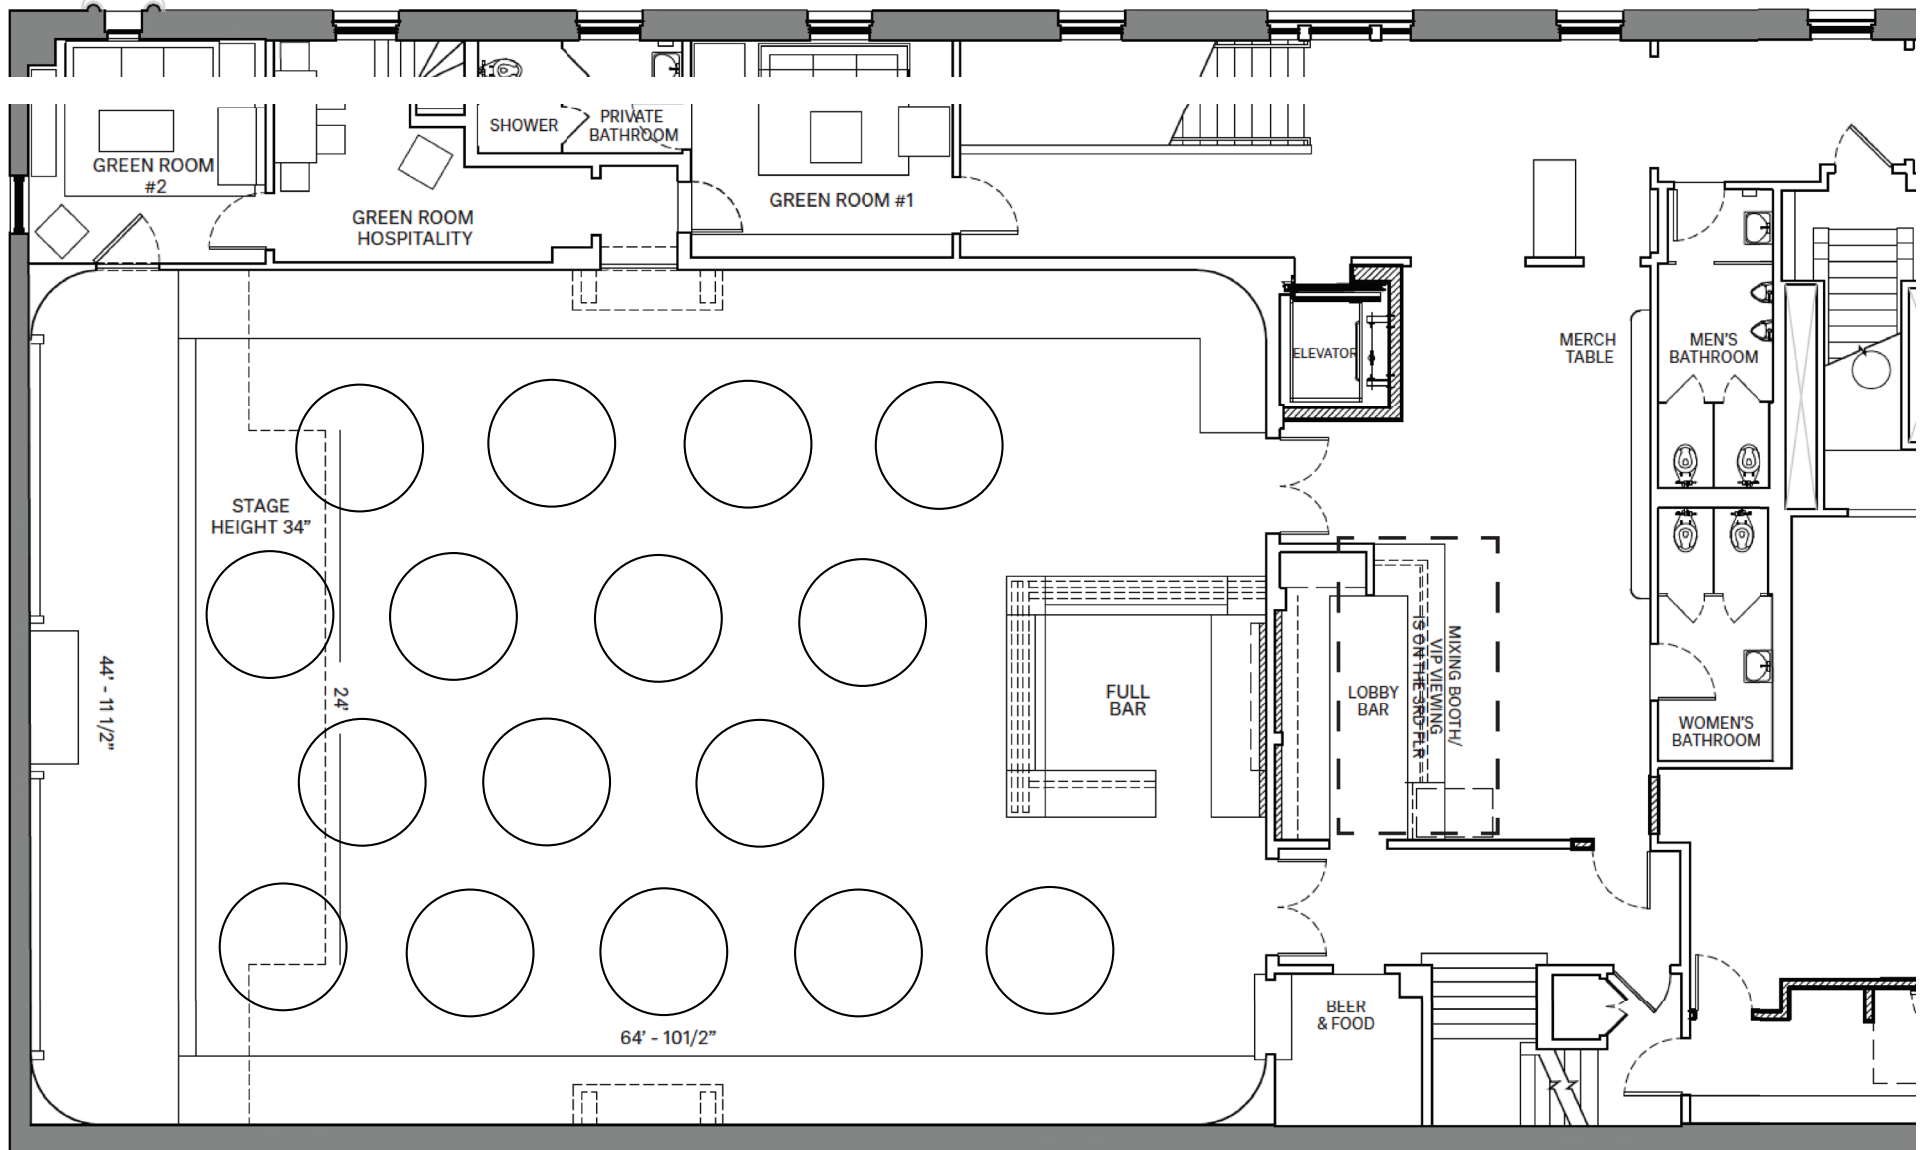 SHOWER
PRIVATE
BATHROOM
GREEN ROOM
#2
GREEN ROOM
HOSPITALITY
GREEN ROOM #1
ELEVATOR
MERCH
TABLE
MEN'S
BATHROOM
STAGE
HEIGHT 34”
44' - 11 1/2”
24'
FULL
BAR
LOBBY
BAR
MIXING BOOTH/
VIP VIEWING
IS ON THE 3RD FLR
WOMEN'S
BATHROOM
64' - 101/2”
BEER
& FOOD